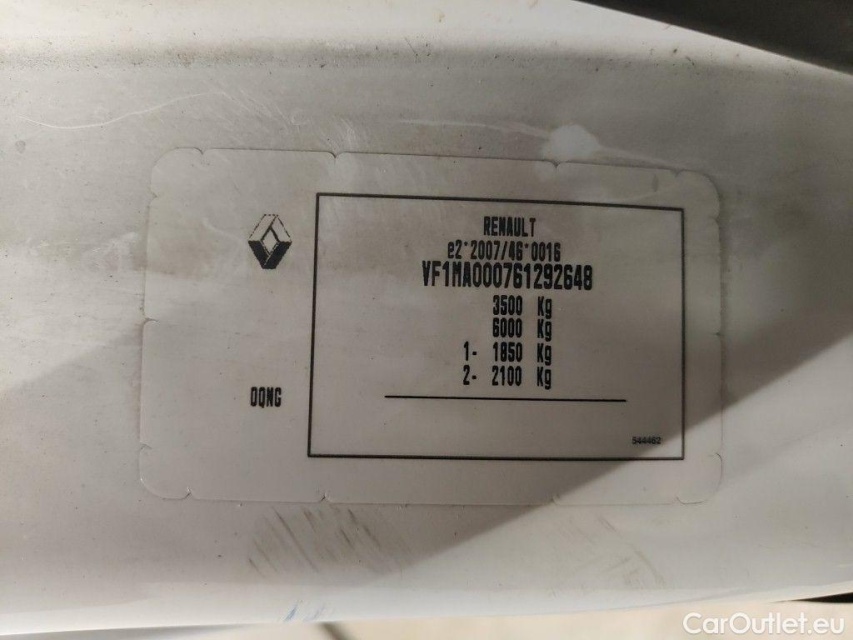 RENAULT
e2*2007/46*0016
VF1MA000761292648
3500 Kg
6000 Kg
1- 1850 Kg
2- 2100 Kg
DQNG
544462
CarOutlet.eu